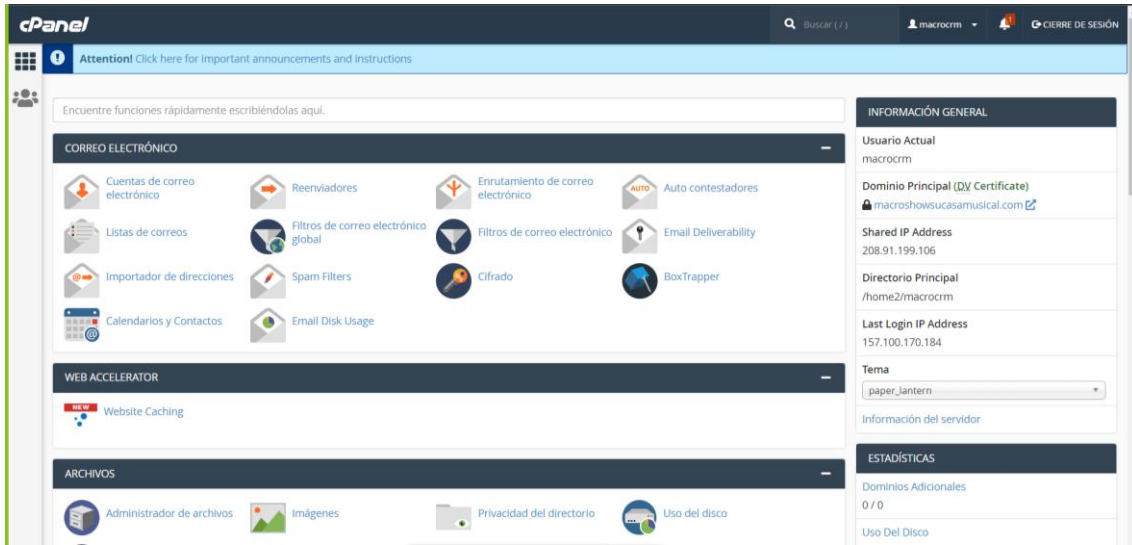 cPanel
Buscar ( / )
macrocrm
1
CIERRE DE SESIÓN
Attention! Click here for important announcements and instructions
Encuentre funciones rápidamente escribiéndolas aquí.
CORREO ELECTRÓNICO
Cuentas de correo
electrónico
Reenviadores
Enrutamiento de correo
electrónico
AUTO
Auto contestadores
Listas de correos
Filtros de correo electrónico
global
Filtros de correo electrónico
Email Deliverability
Importador de direcciones
Spam Filters
Cifrado
BoxTrapper
Calendarios y Contactos
Email Disk Usage
WEB ACCELERATOR
NEW
Website Caching
ARCHIVOS
Administrador de archivos
Imágenes
Privacidad del directorio
Uso del disco
INFORMACIÓN GENERAL
Usuario Actual
macrocrm
Dominio Principal (DV Certificate)
macroshowsucasamusical.com
Shared IP Address
208.91.199.106
Directorio Principal
/home2/macrocrm
Last Login IP Address
157.100.170.184
Tema
paper_lantern
Información del servidor
ESTADÍSTICAS
Dominios Adicionales
0 / 0
Uso Del Disco